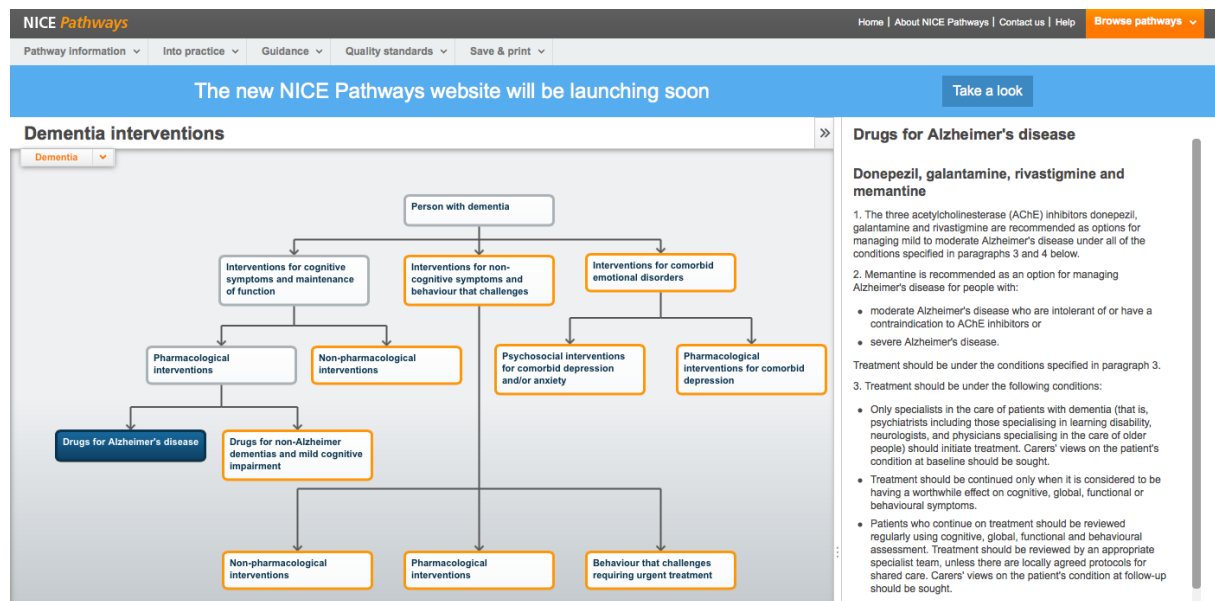 NICE Pathways
Home | About NICE Pathways | Contact us | Help
Browse pathways
Pathway information
Into practice
Guidance
Quality standards
Save & print
The new NICE Pathways website will be launching soon
Take a look
Dementia interventions
Dementia
Person with dementia
Interventions for cognitive
symptoms and maintenance
of function
Interventions for non-
cognitive symptoms and
behaviour that challenges
Interventions for comorbid
emotional disorders
Pharmacological
interventions
Non-pharmacological
interventions
Psychosocial interventions
for comorbid depression
and/or anxiety
Pharmacological
interventions for comorbid
depression
Drugs for Alzheimer's disease
Drugs for non-Alzheimer
dementias and mild cognitive
impairment
Non-pharmacological
interventions
Pharmacological
interventions
Behaviour that challenges
requiring urgent treatment
Drugs for Alzheimer's disease
Donepezil, galantamine, rivastigmine and
memantine
1. The three acetylcholinesterase (AChE) inhibitors donepezil,
galantamine and rivastigmine are recommended as options for
managing mild to moderate Alzheimer's disease under all of the
conditions specified in paragraphs 3 and 4 below.
2. Memantine is recommended as an option for managing
Alzheimer's disease for people with:
• moderate Alzheimer's disease who are intolerant of or have a
contraindication to AChE inhibitors or
• severe Alzheimer's disease.
Treatment should be under the conditions specified in paragraph 3.
3. Treatment should be under the following conditions:
• Only specialists in the care of patients with dementia (that is,
psychiatrists including those specialising in learning disability,
neurologists, and physicians specialising in the care of older
people) should initiate treatment. Carers' views on the patient's
condition at baseline should be sought.
• Treatment should be continued only when it is considered to be
having a worthwhile effect on cognitive, global, functional or
behavioural symptoms.
• Patients who continue on treatment should be reviewed
regularly using cognitive, global, functional and behavioural
assessment. Treatment should be reviewed by an appropriate
specialist team, unless there are locally agreed protocols for
shared care. Carers' views on the patient's condition at follow-up
should be sought.